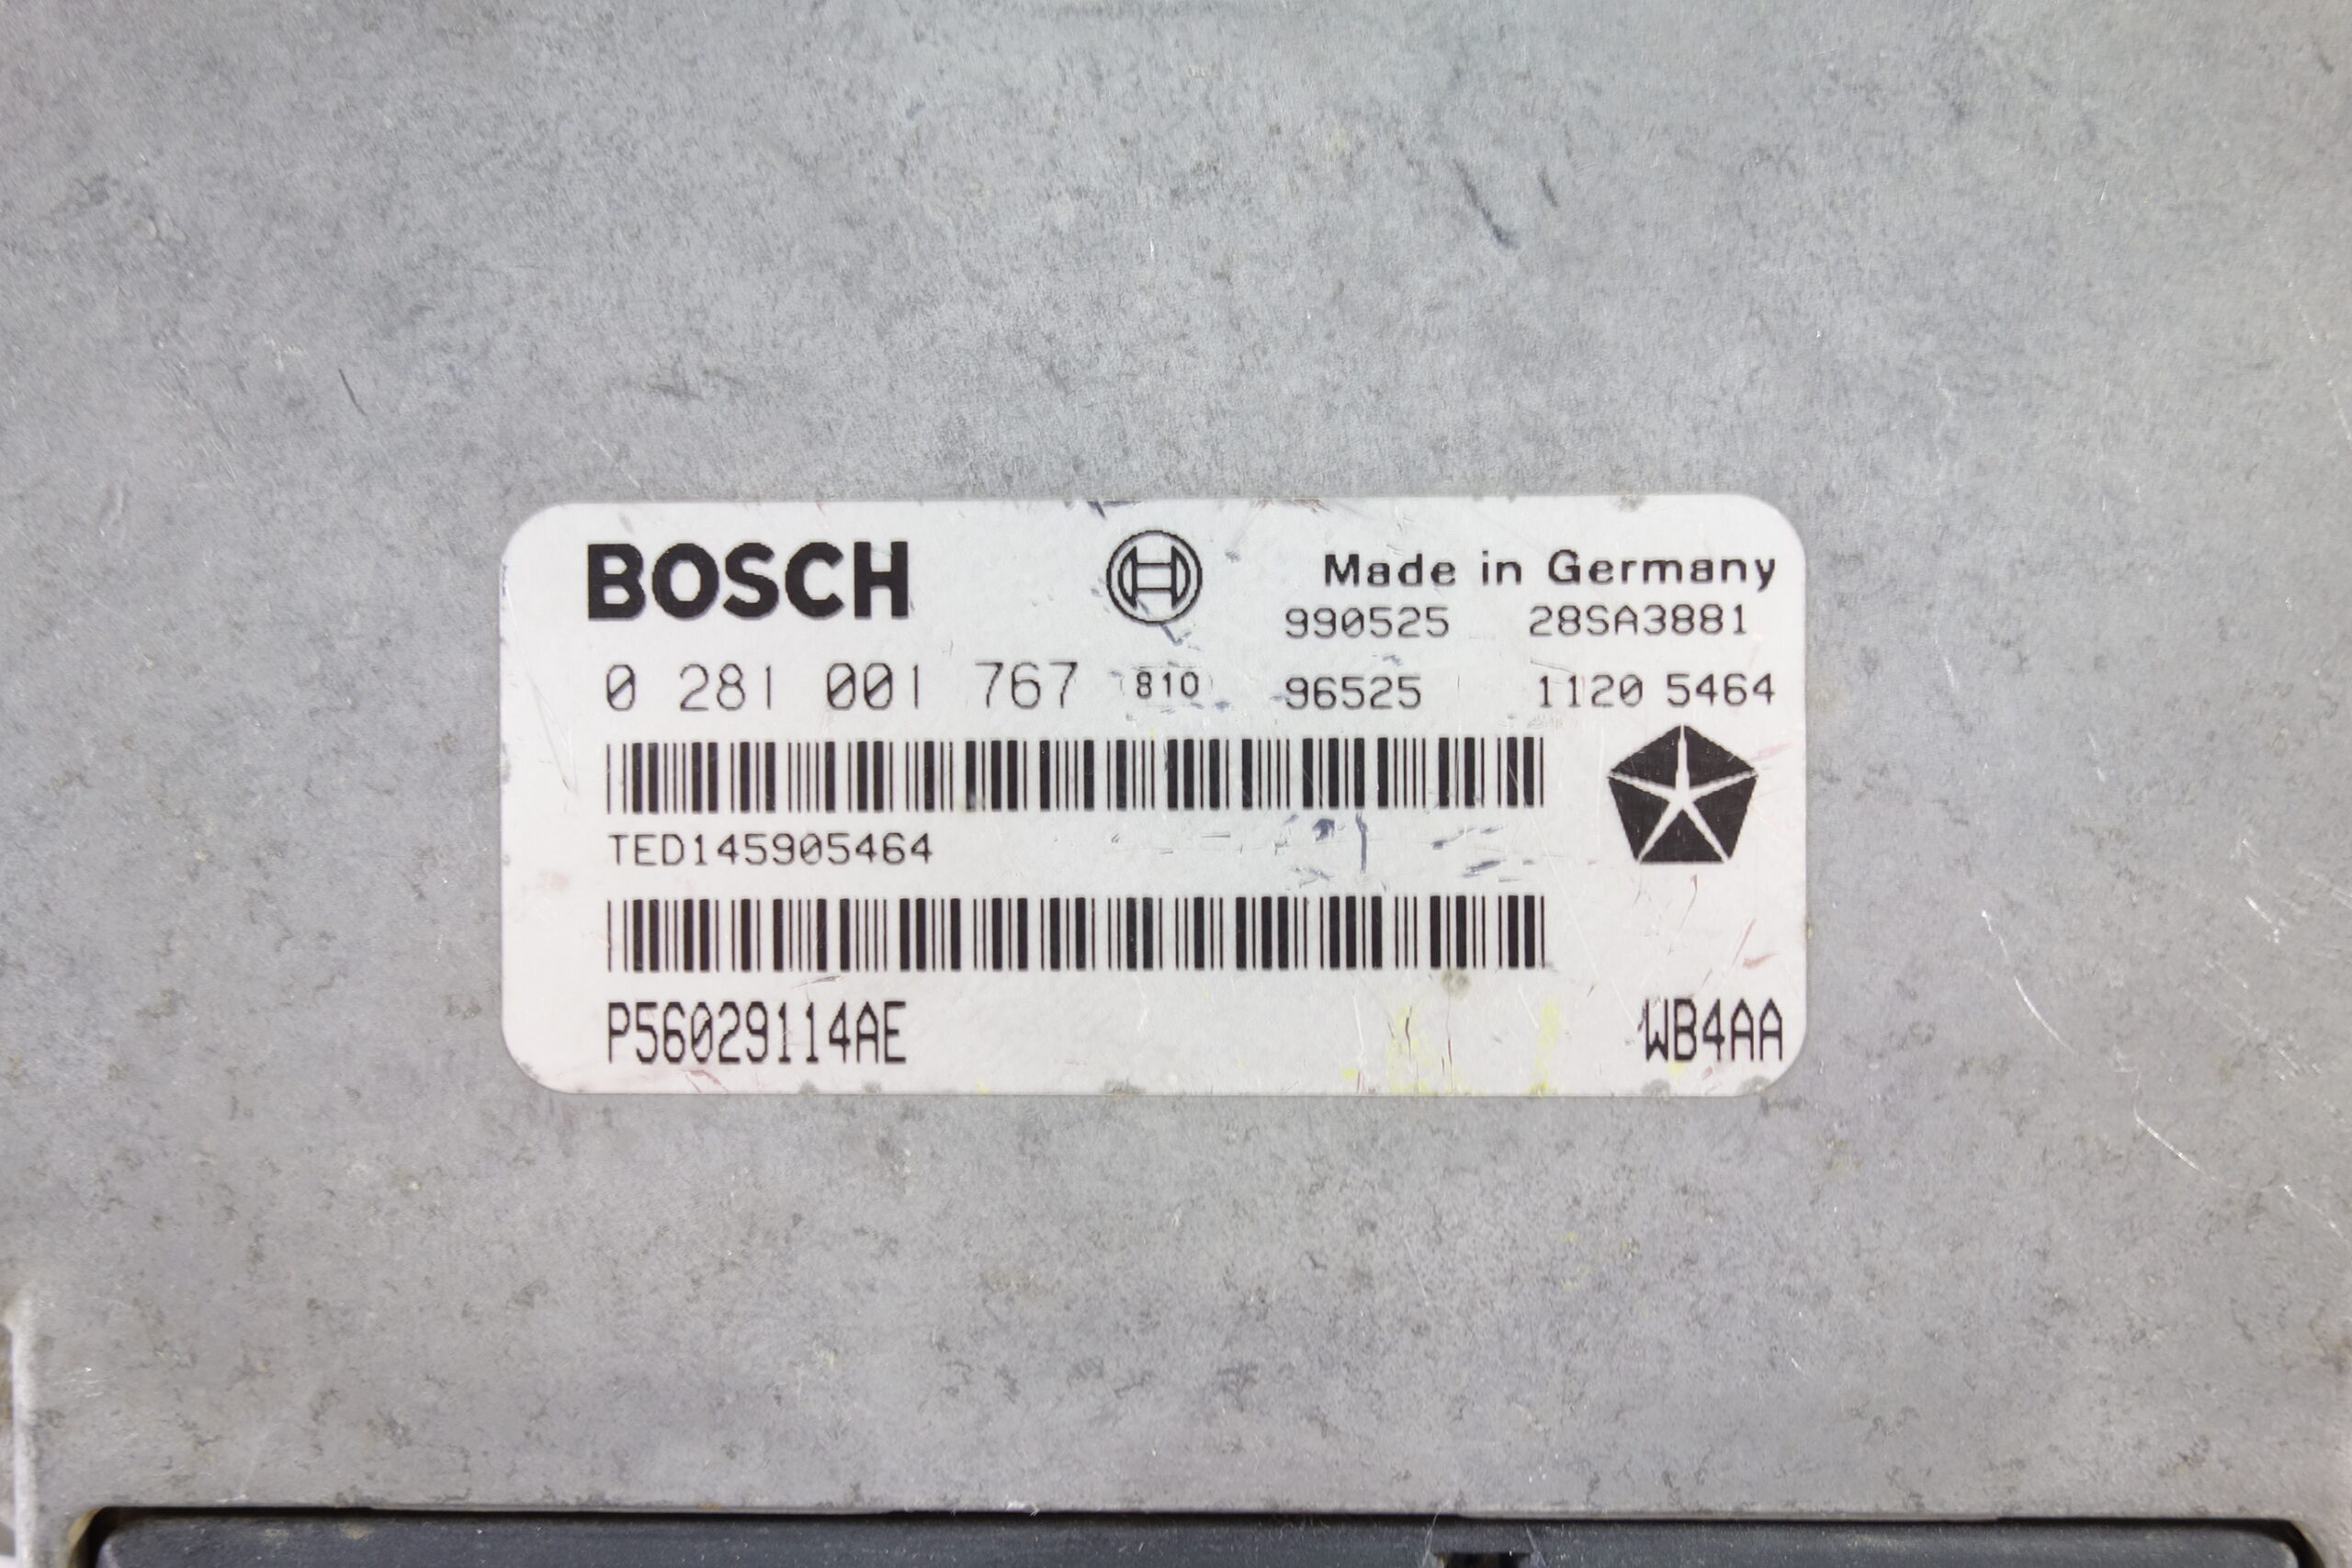 BOSCH Made in Germany
990525 28SA3881
0 281 001 767 810 96525 1120 5464
TED145905464
P56029114AE WB4AA